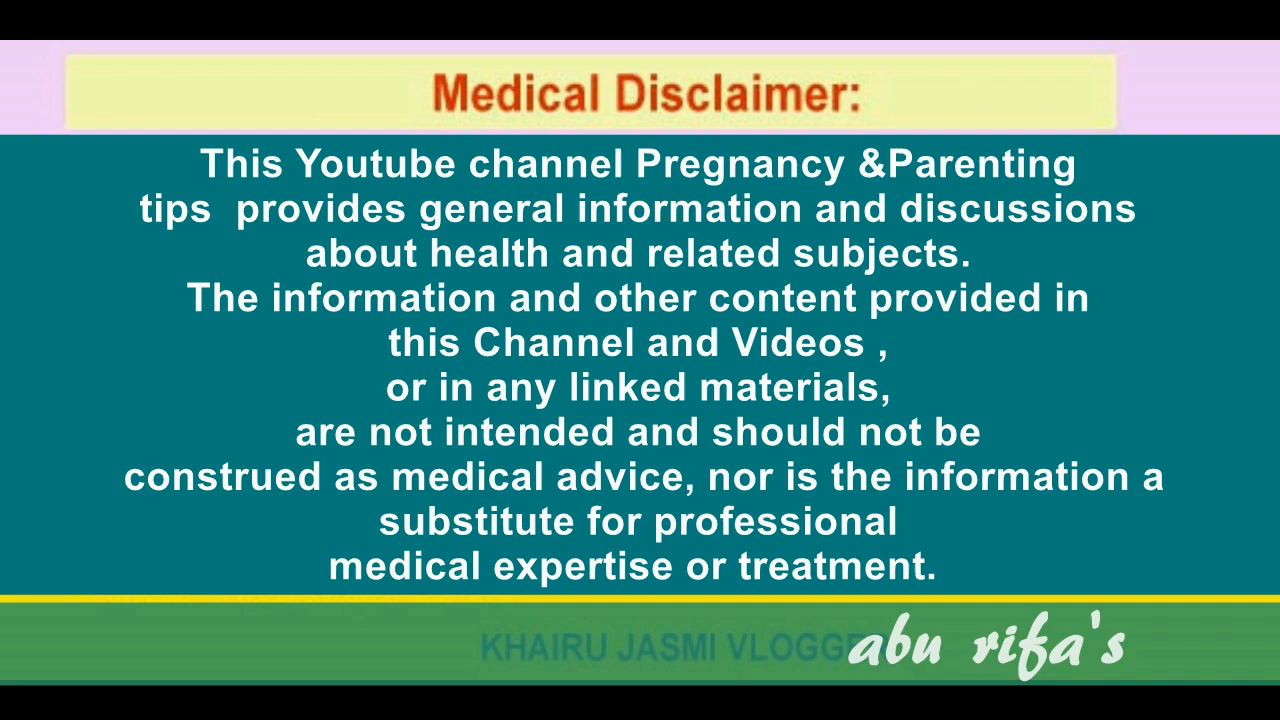 Medical Disclaimer:
This Youtube channel Pregnancy &Parenting
tips  provides general information and discussions
about health and related subjects.
The information and other content provided in
this Channel and Videos ,
or in any linked materials,
are not intended and should not be
construed as medical advice, nor is the information a
substitute for professional
medical expertise or treatment.
KHAIRU JASMI
abu rifa's